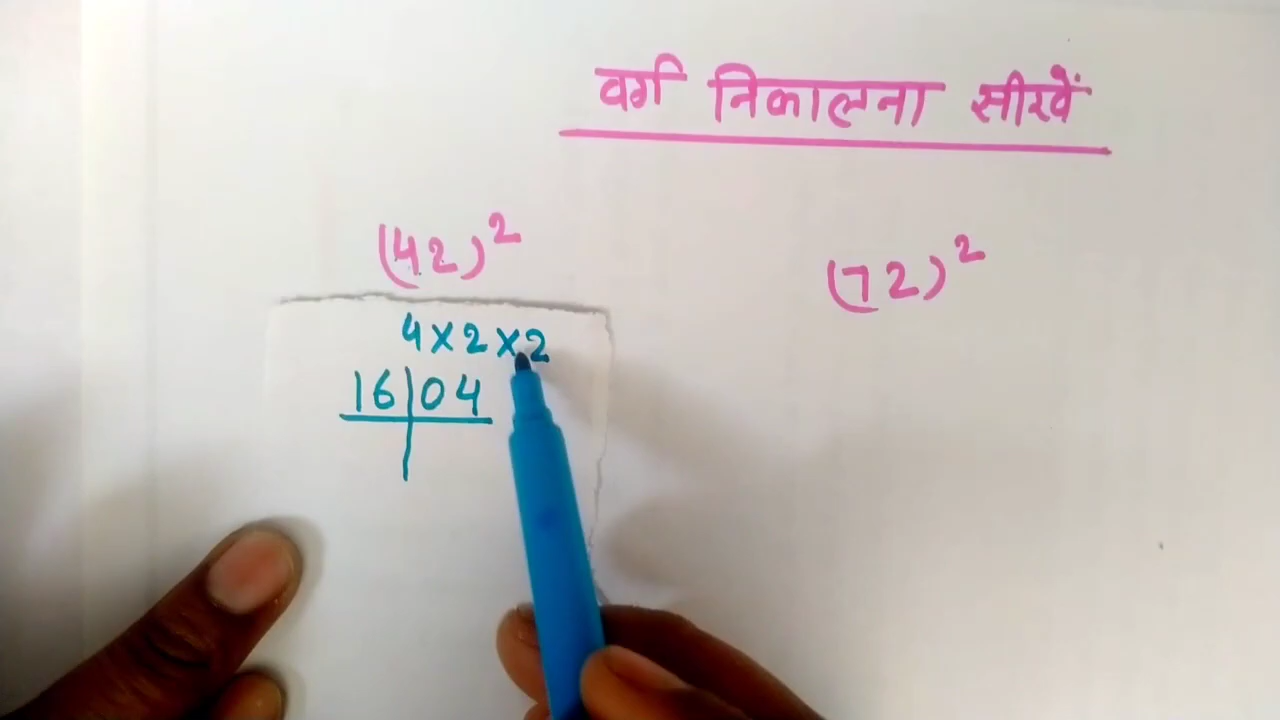 वर्ग निकालना सीखें
(42)²
(72)²
4×2×2
16|04